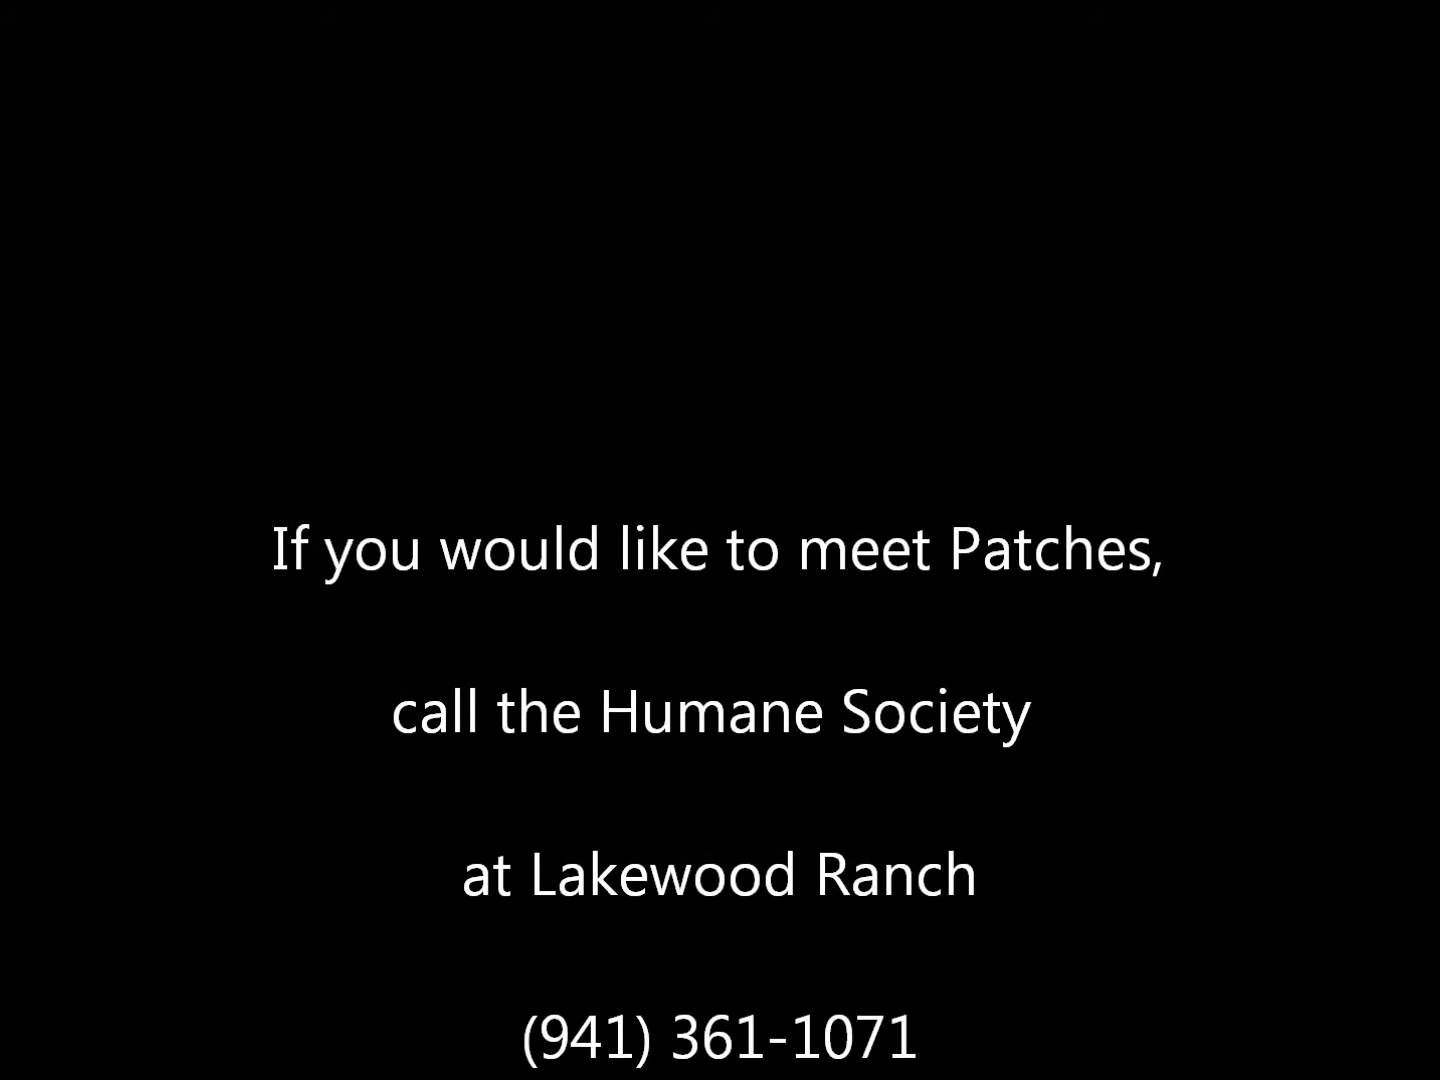 If you would like to meet Patches,
call the Humane Society
at Lakewood Ranch
(941) 361-1071